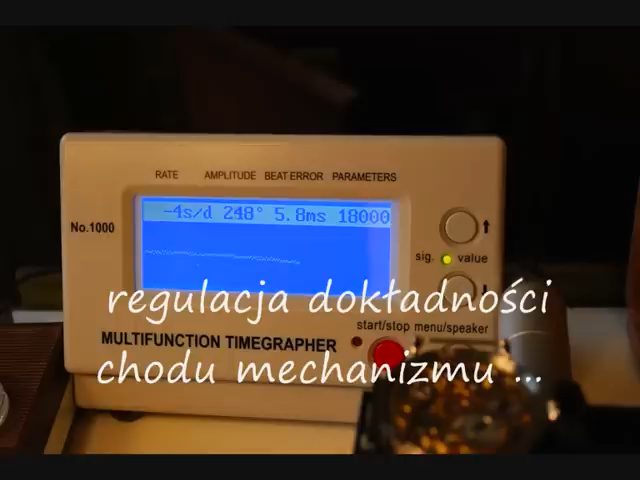 RATE AMPLITUDE BEAT ERROR PARAMETERS
-4s/d 248° 5.8ms 18000
No.1000
sig. value
regulacja dokładności
start/stop menu/speaker
MULTIFUNCTION TIMEGRAPHER
chodu mechanizmu ...